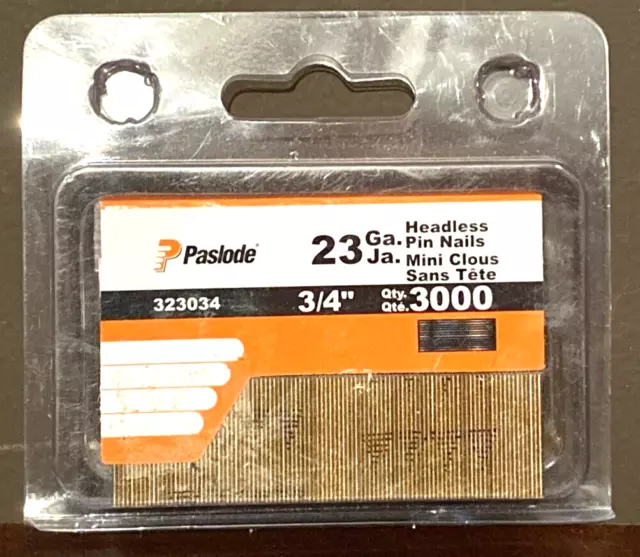 Paslode®
23 Ga. Ja.
Headless
Pin Nails
Mini Clous
Sans Tête
323034
3/4"
Qty. Qté. 3000